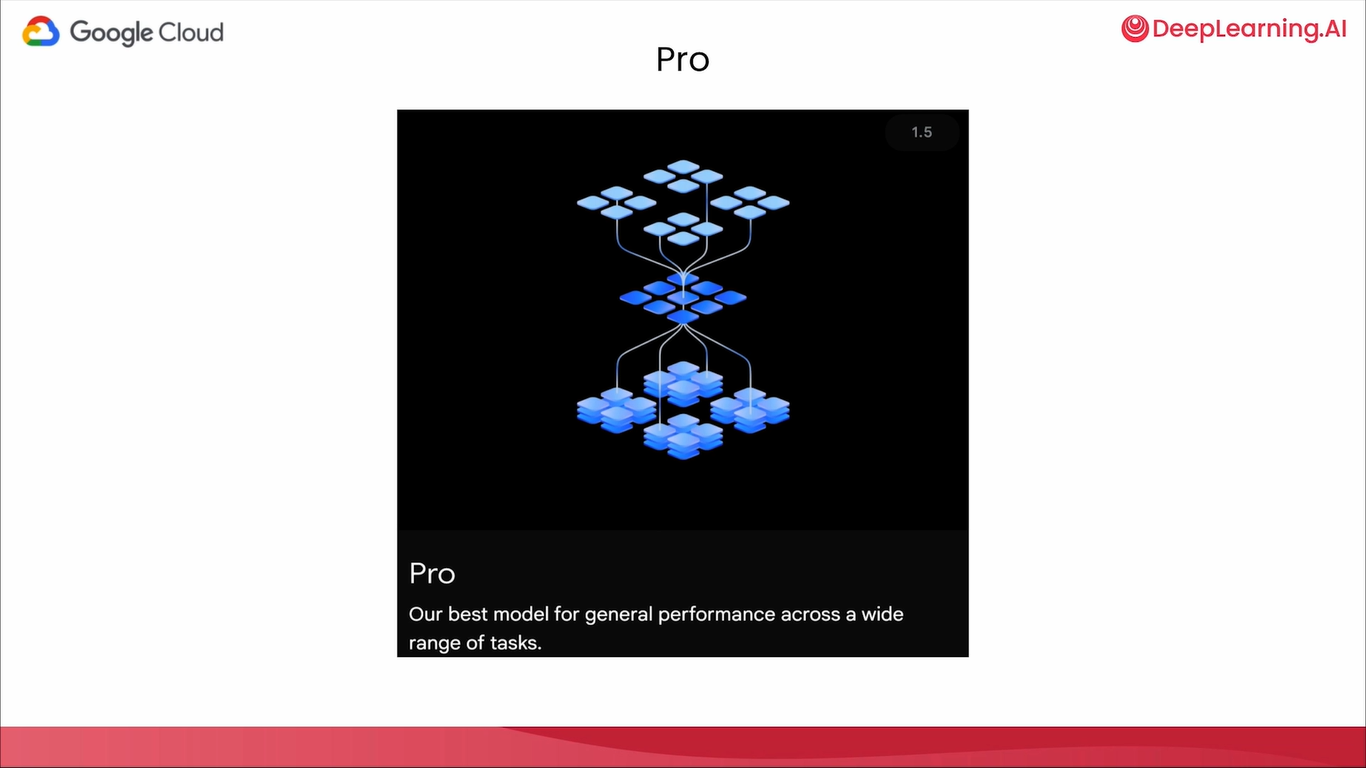 Google Cloud
DeepLearning.AI
Pro
1.5
Pro
Our best model for general performance across a wide
range of tasks.